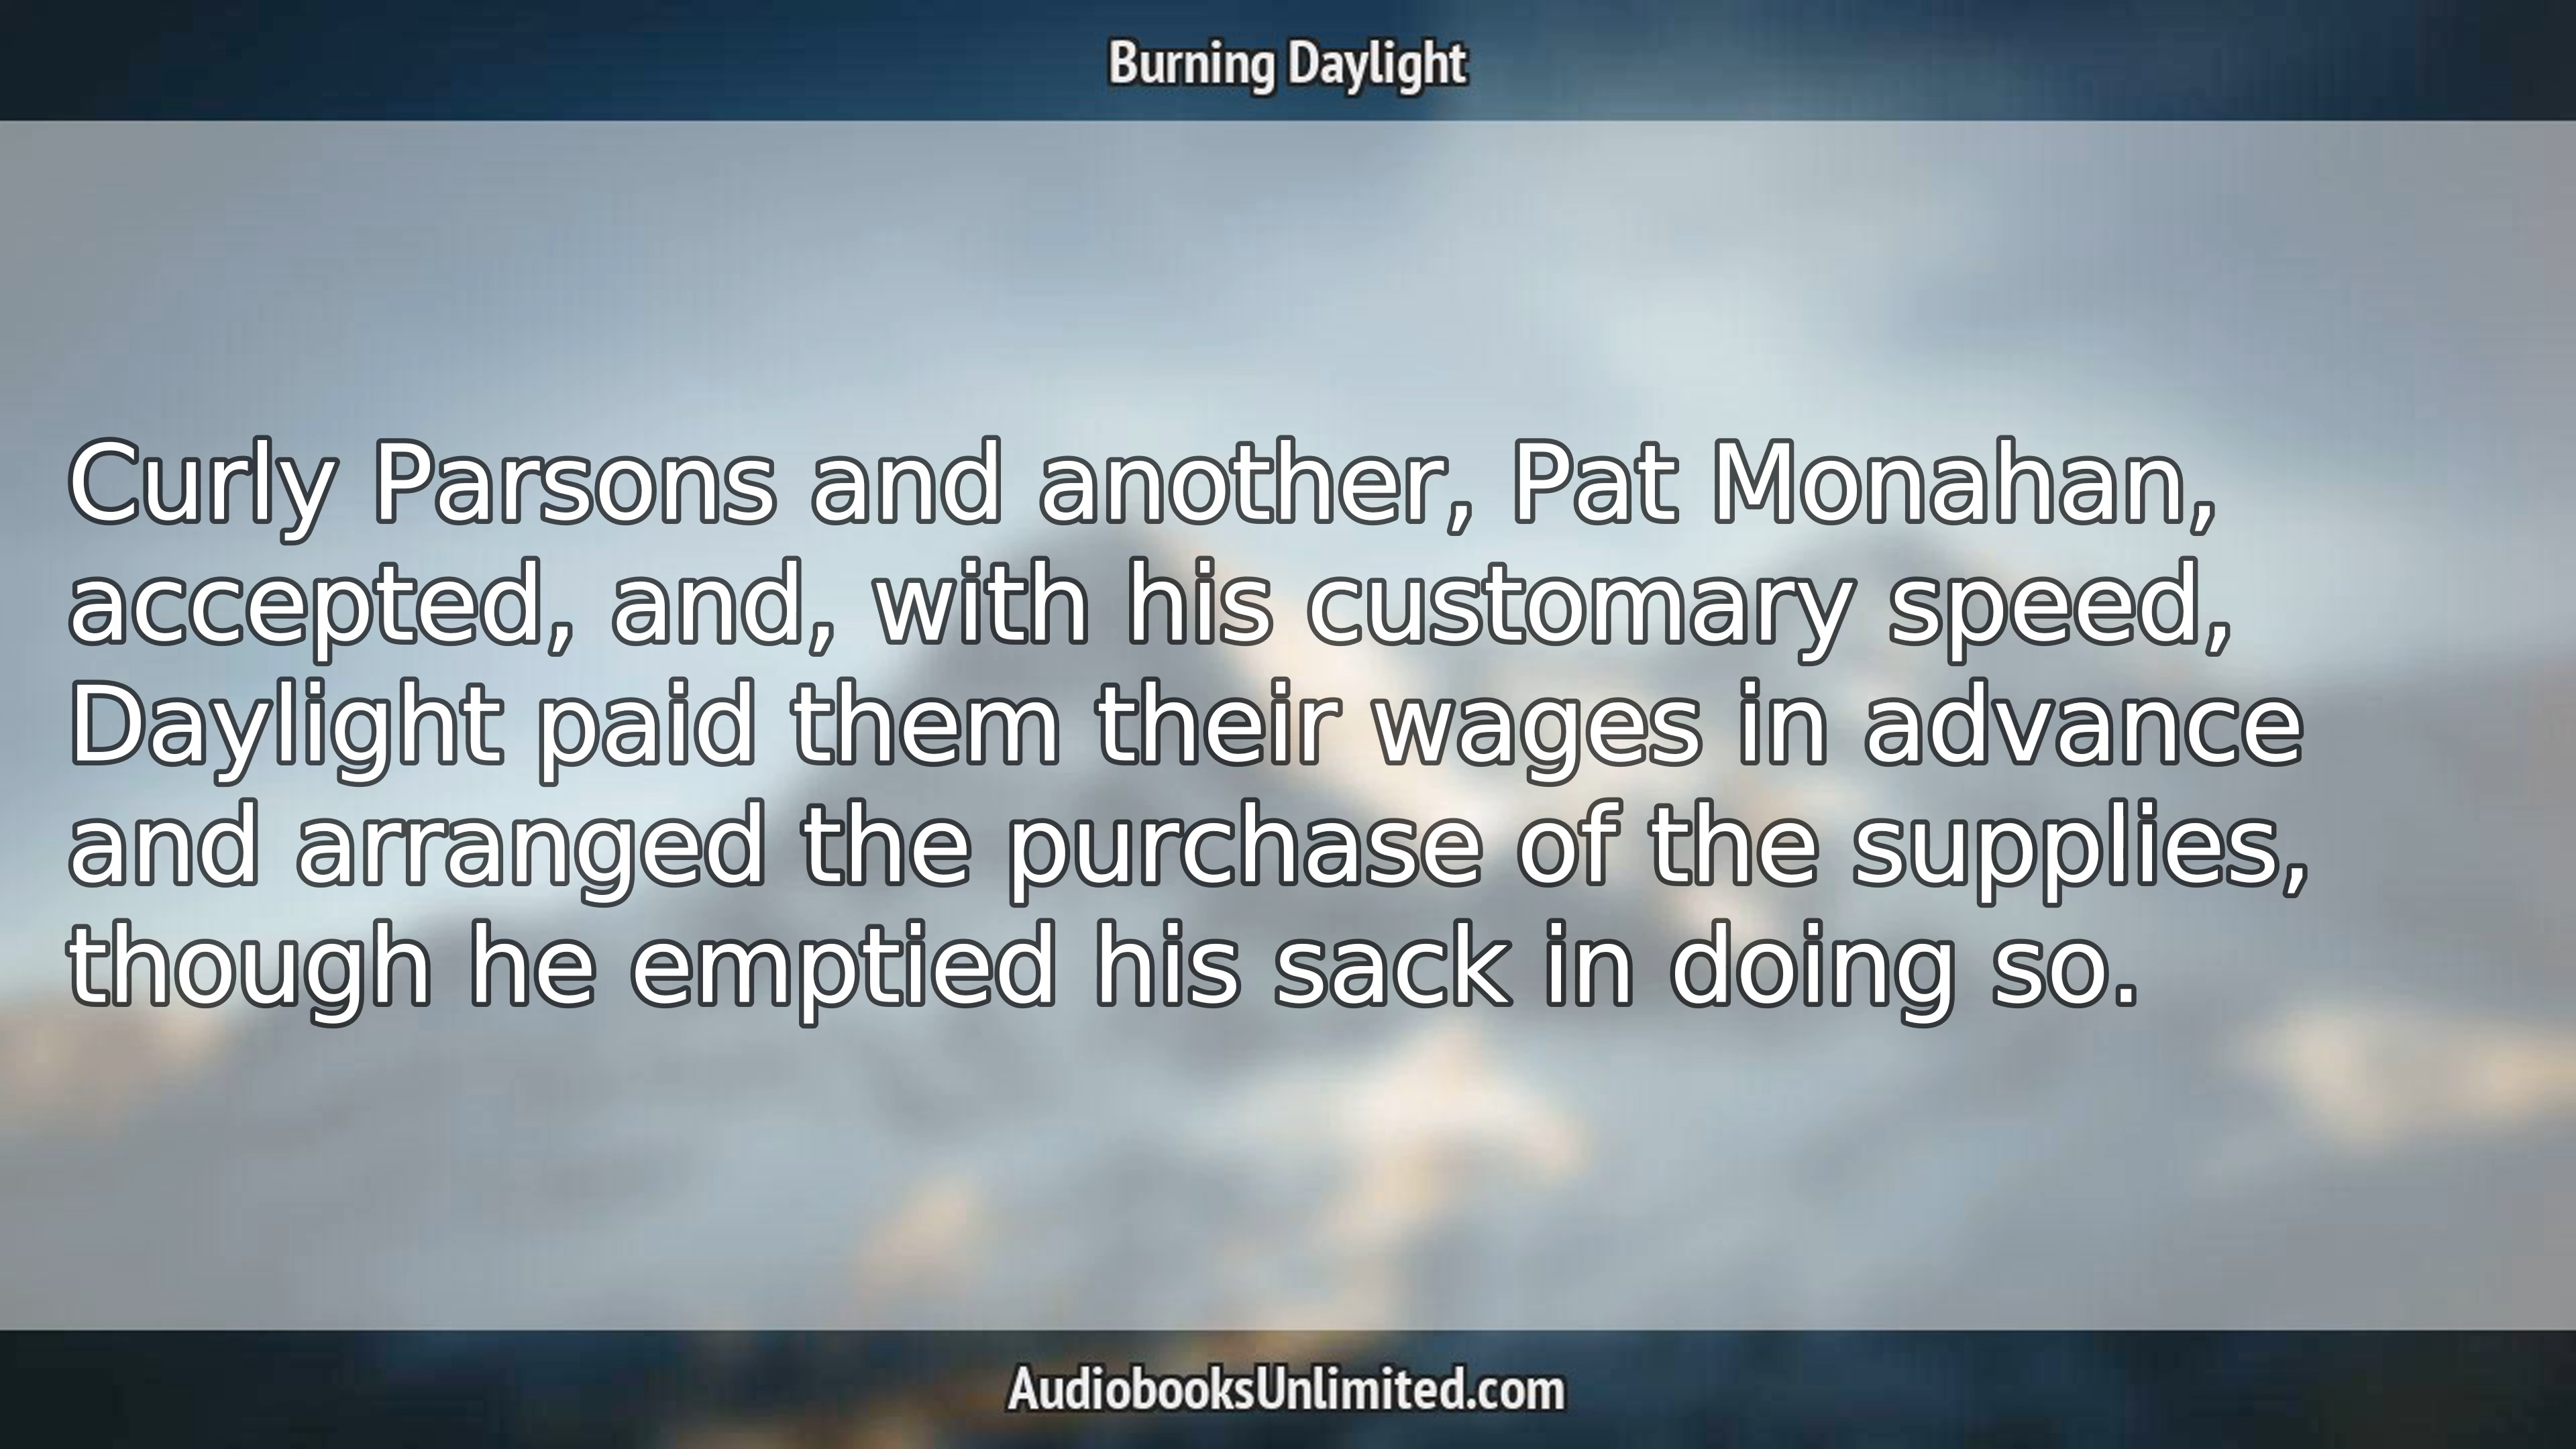 Burning Daylight
Curly Parsons and another, Pat Monahan,
accepted, and, with his customary speed,
Daylight paid them their wages in advance
and arranged the purchase of the supplies,
though he emptied his sack in doing so.
AudiobooksUnlimited.com